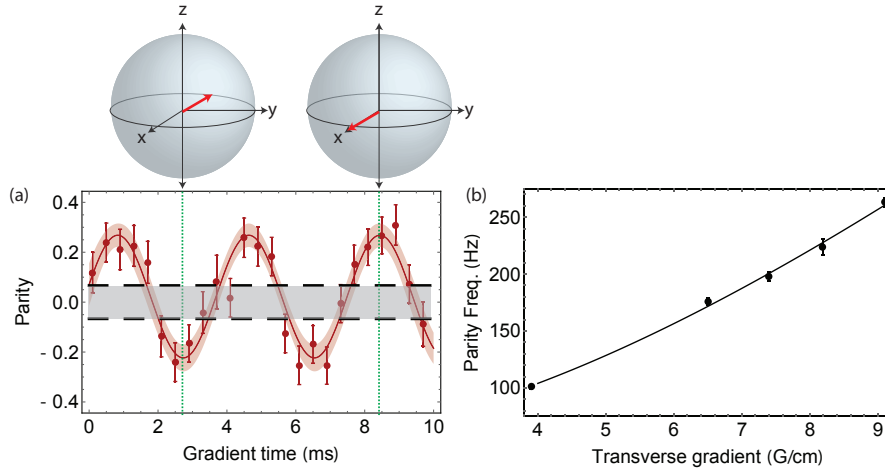 z z
y y
x x
(a) (b)
0.4
0.2
0.0
- 0.2
- 0.4
Parity
0 2 4 6 8 10
Gradient time (ms)
250
200
150
100
Parity Freq. (Hz)
4 5 6 7 8 9
Transverse gradient (G/cm)